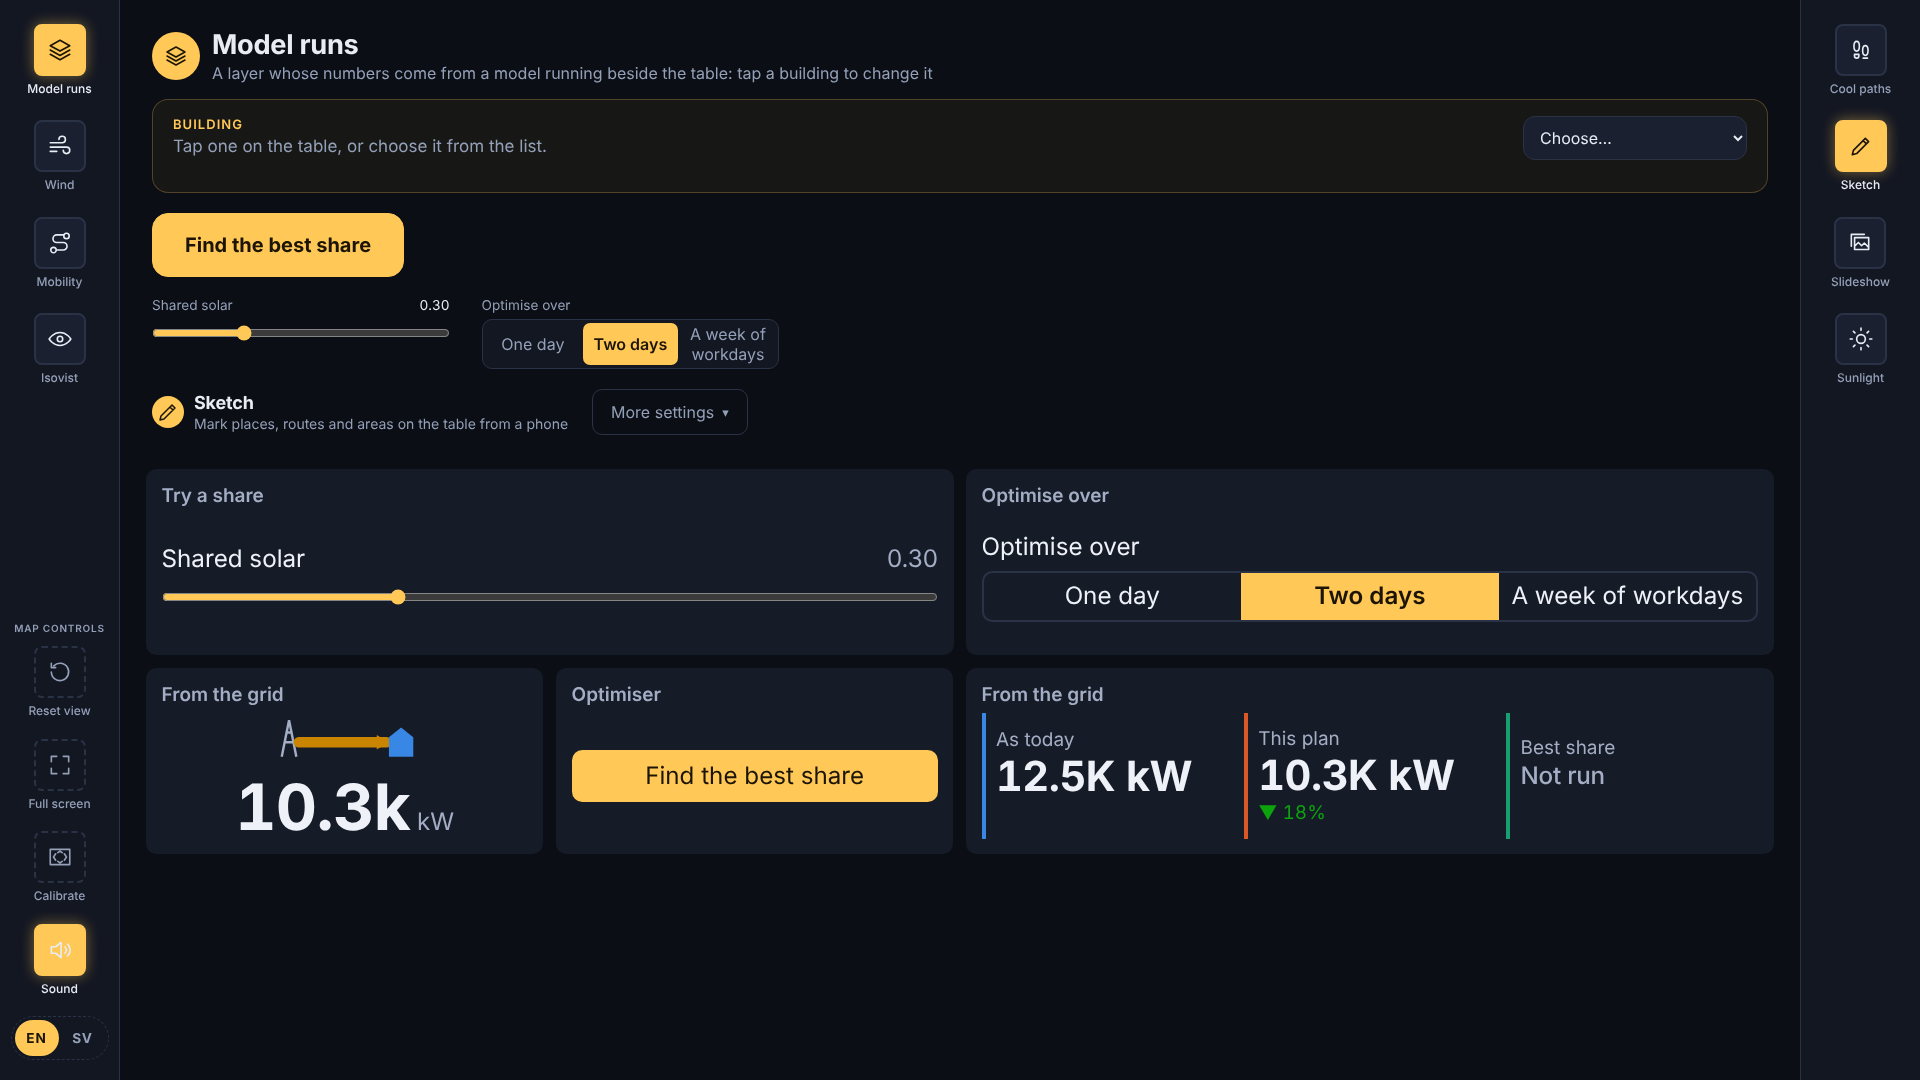 Model runs
Wind
Mobility
Isovist
MAP CONTROLS
Reset view
Full screen
Calibrate
Sound
EN SV
Model runs
A layer whose numbers come from a model running beside the table: tap a building to change it
BUILDING
Tap one on the table, or choose it from the list.
Choose...
Find the best share
Shared solar 0.30
Optimise over
One day
Two days
A week of
workdays
Sketch
Mark places, routes and areas on the table from a phone
More settings ▾
Try a share
Shared solar 0.30
Optimise over
Optimise over
One day Two days A week of workdays
From the grid
10.3k kW
Optimiser
Find the best share
From the grid
As today
12.5K kW
This plan
10.3K kW
▼ 18%
Best share
Not run
Cool paths
Sketch
Slideshow
Sunlight